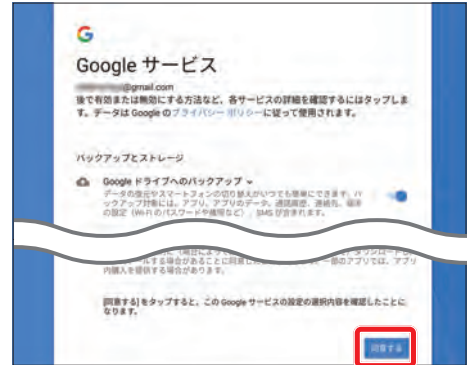 Google サービス
@gmail.com
後で有効または無効にする方法など、各サービスの詳細を確認するにはタップしま
す。データは Google のプライバシー ポリシーに従って使用されます。
バックアップとストレージ
Google ドライブへのバックアップ
データの復元やスマートフォンの切り替えがいつでも簡単にできます。バ
ックアップ対象には、アプリ、アプリのデータ、通話履歴、連絡先、端末
の設定（Wi-Fi のパスワードや権限など）、SMS が含まれます。
内購入を提供する場合があります。
[同意する] をタップすると、この Google サービスの設定の選択内容を確認したことに
なります。
同意する